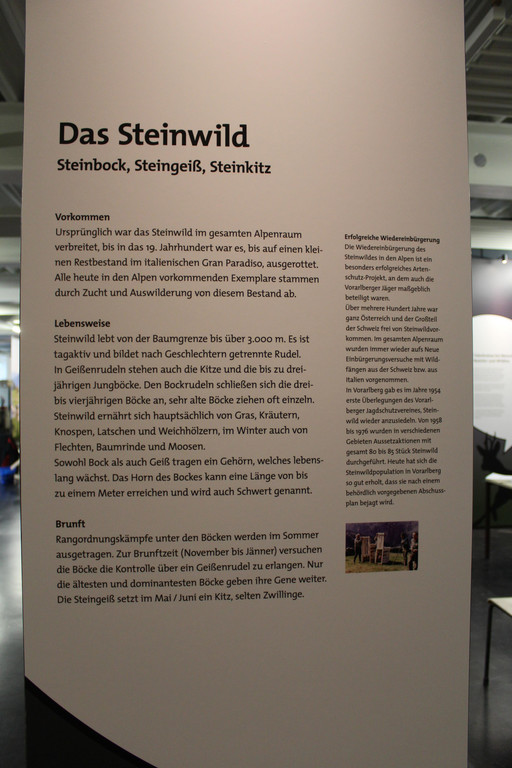 Das Steinwild
Steinbock, Steingeiß, Steinkitz
Vorkommen
Ursprünglich war das Steinwild im gesamten Alpenraum
verbreitet, bis in das 19. Jahrhundert war es, bis auf einen klei-
nen Restbestand im italienischen Gran Paradiso, ausgerottet.
Alle heute in den Alpen vorkommenden Exemplare stammen
durch Zucht und Auswilderung von diesem Bestand ab.
Lebensweise
Steinwild lebt von der Baumgrenze bis über 3.000 m. Es ist
tagaktiv und bildet nach Geschlechtern getrennte Rudel.
In Geißenrudeln stehen auch die Kitze und die bis zu drei-
jährigen Jungböcke. Den Bockrudeln schließen sich die drei-
bis vierjährigen Böcke an, sehr alte Böcke ziehen oft einzeln.
Steinwild ernährt sich hauptsächlich von Gras, Kräutern,
Knospen, Latschen und Weichhölzern, im Winter auch von
Flechten, Baumrinde und Moosen.
Sowohl Bock als auch Geiß tragen ein Gehörn, welches lebens-
lang wächst. Das Horn des Bockes kann eine Länge von bis
zu einem Meter erreichen und wird auch Schwert genannt.
Brunft
Rangordnungskämpfe unter den Böcken werden im Sommer
ausgetragen. Zur Brunftzeit (November bis Jänner) versuchen
die Böcke die Kontrolle über ein Geißenrudel zu erlangen. Nur
die ältesten und dominantesten Böcke geben ihre Gene weiter.
Die Steingeiß setzt im Mai / Juni ein Kitz, selten Zwillinge.
Erfolgreiche Wiedereinbürgerung
Die Wiedereinbürgerung des
Steinwildes in den Alpen ist ein
besonders erfolgreiches Arten-
schutz-Projekt, an dem auch die
Vorarlberger Jäger maßgeblich
beteiligt waren.
Über mehrere Hundert Jahre war
ganz Österreich und der Großteil
der Schweiz frei von Steinwildvor-
kommen. Im gesamten Alpenraum
wurden immer wieder aufs Neue
Einbürgerungsversuche mit Wild-
fängen aus der Schweiz bzw. aus
Italien vorgenommen.
In Vorarlberg gab es im Jahre 1954
erste Überlegungen des Vorarl-
berger Jagdschutzvereines, Stein-
wild wieder anzusiedeln. Von 1958
bis 1976 wurden in verschiedenen
Gebieten Aussetzaktionen mit
gesamt 80 bis 85 Stück Steinwild
durchgeführt. Heute hat sich die
Steinwildpopulation in Vorarlberg
so gut erholt, dass sie nach einem
behördlich vorgegebenen Abschuss-
plan bejagt wird.